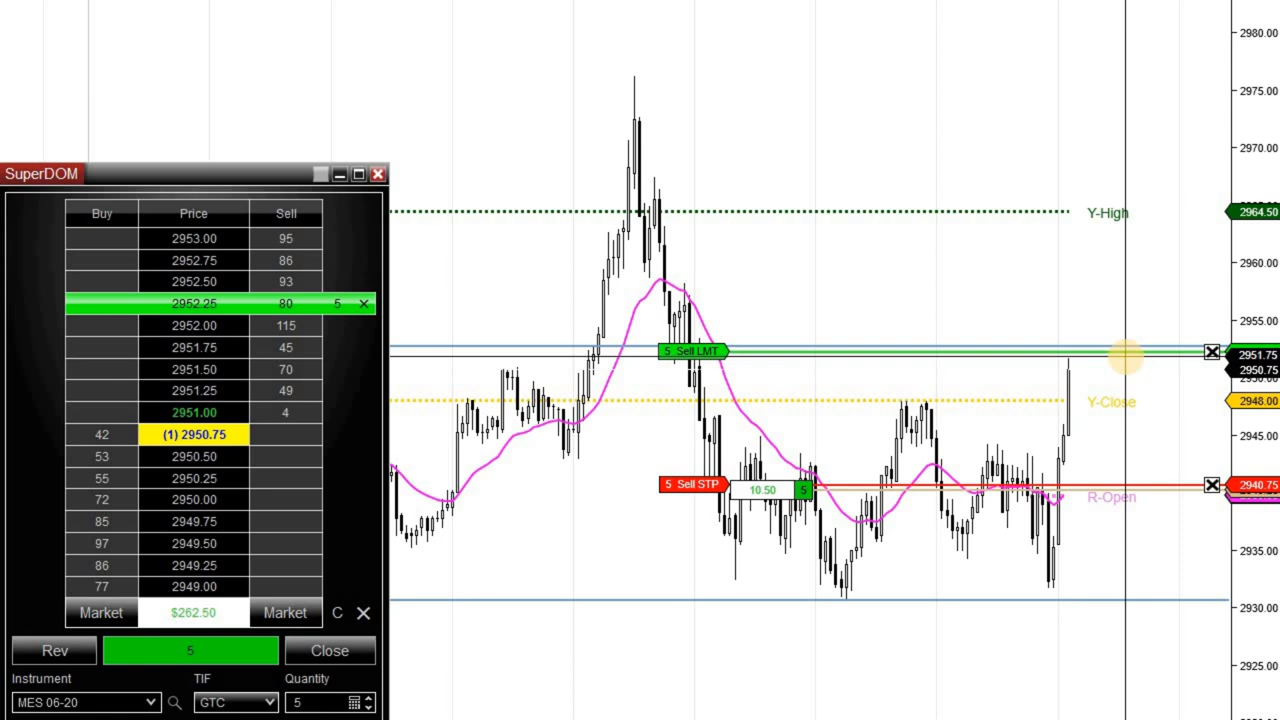 SuperDOM
Buy Price Sell
2953.00 95
2952.75 86
2952.50 93
2952.25 80 5
2952.00 115
2951.75 45
2951.50 70
2951.25 49
2951.00 4
42 (1) 2950.75
53 2950.50
55 2950.25
72 2950.00
85 2949.75
97 2949.50
86 2949.25
77 2949.00
Market $262.50 Market C
Rev 5 Close
Instrument TIF Quantity
MES 06-20 GTC 5
2980.00
2975.00
2970.00
Y-High 2964.50
2960.00
2955.00
5 Sell LMT
2951.75
2950.75
Y-Close 2948.00
2945.00
5 Sell STP 2940.75
10.50 5
R-Open
2935.00
2930.00
2925.00